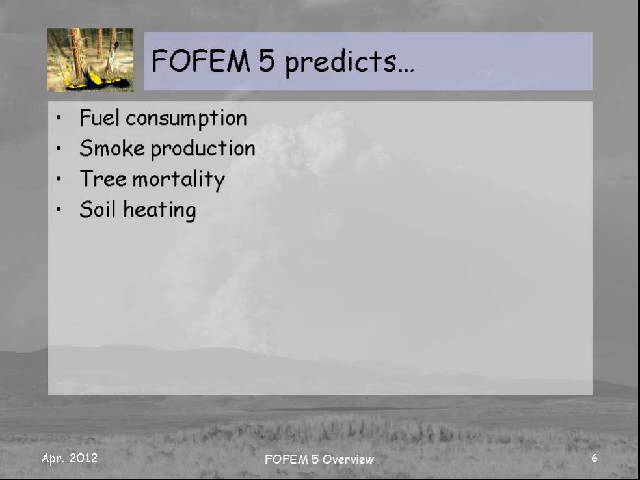 FOFEM 5 predicts…
• Fuel consumption
• Smoke production
• Tree mortality
• Soil heating
Apr. 2012
FOFEM 5 Overview
6